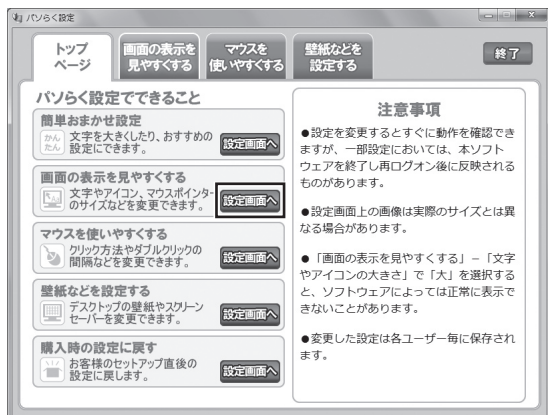 パソらく設定
トップ
ページ
画面の表示を
見やすくする
マウスを
使いやすくする
壁紙などを
設定する
終了
パソらく設定でできること
簡単おまかせ設定
かん
たん
文字を大きくしたり、おすすめの
設定にできます。
設定画面へ
画面の表示を見やすくする
文字やアイコン、マウスポインター
のサイズなどを変更できます。
設定画面へ
マウスを使いやすくする
クリック方法やダブルクリックの
間隔などを変更できます。
設定画面へ
壁紙などを設定する
デスクトップの壁紙やスクリーン
セーバーを変更できます。
設定画面へ
購入時の設定に戻す
お客様のセットアップ直後の
設定に戻します。
設定画面へ
注意事項
●設定を変更するとすぐに動作を確認でき
ますが、一部設定においては、本ソフト
ウェアを終了し再ログオン後に反映される
ものがあります。
●設定画面上の画像は実際のサイズとは異
なる場合があります。
●「画面の表示を見やすくする」－「文字
やアイコンの大きさ」で「大」を選択する
と、ソフトウェアによっては正常に表示で
きないことがあります。
●変更した設定は各ユーザー毎に保存され
ます。